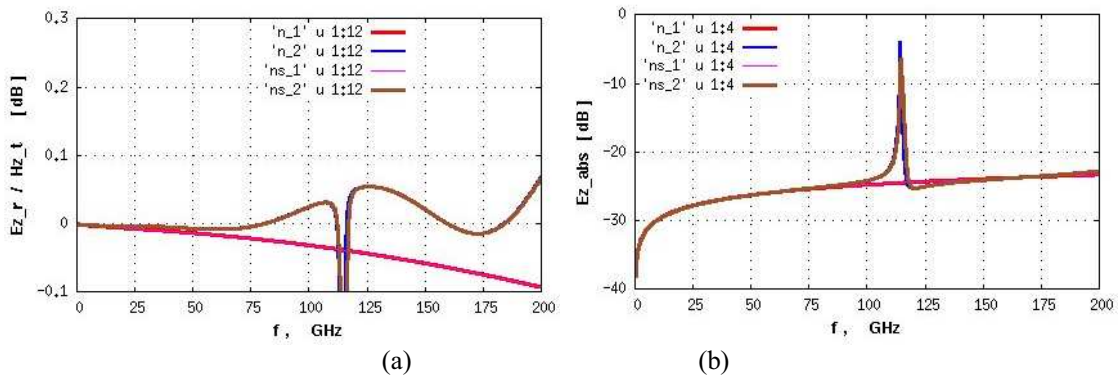 0.3
0.2
0.1
0
-0.1
Ez_r / Hz_t [dB]
'n_1' u 1:12
'n_2' u 1:12
'ns_1' u 1:12
'ns_2' u 1:12
0 25 50 75 100 125 150 175 200
f , GHz
(a)
0
-10
-20
-30
-40
Ez_abs [dB]
'n_1' u 1:4
'n_2' u 1:4
'ns_1' u 1:4
'ns_2' u 1:4
0 25 50 75 100 125 150 175 200
f , GHz
(b)